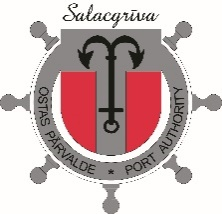 Salacgrīva
OSTAS PĀRVALDE * PORT AUTHORITY